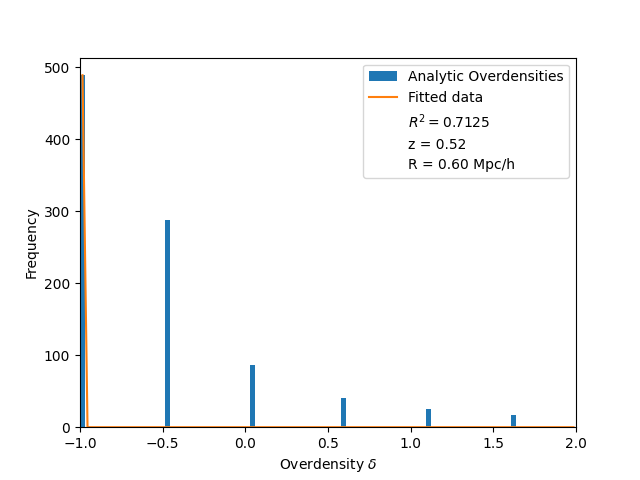 Analytic Overdensities
Fitted data
R² = 0.7125
z = 0.52
R = 0.60 Mpc/h
500
400
300
200
100
0
Frequency
−1.0 −0.5 0.0 0.5 1.0 1.5 2.0
Overdensity δ